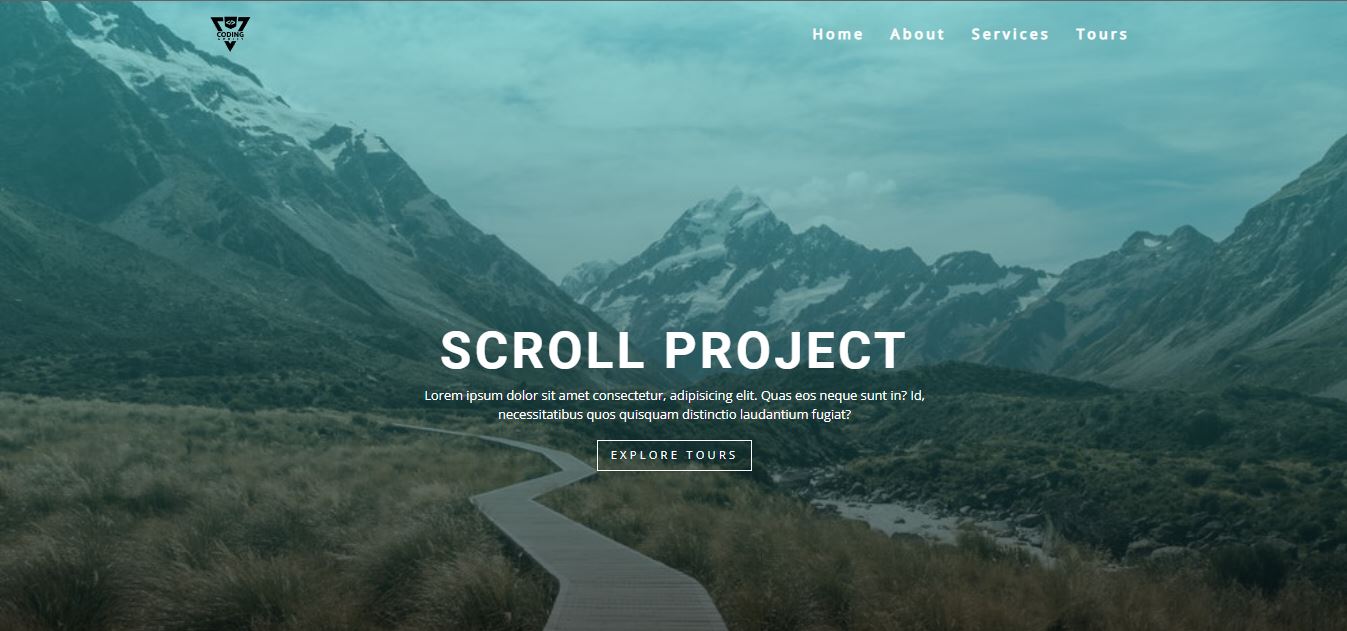 CODING
Home About Services Tours
SCROLL PROJECT
Lorem ipsum dolor sit amet consectetur, adipisicing elit. Quas eos neque sunt in? Id,
necessitatibus quos quisquam distinctio laudantium fugiat?
EXPLORE TOURS